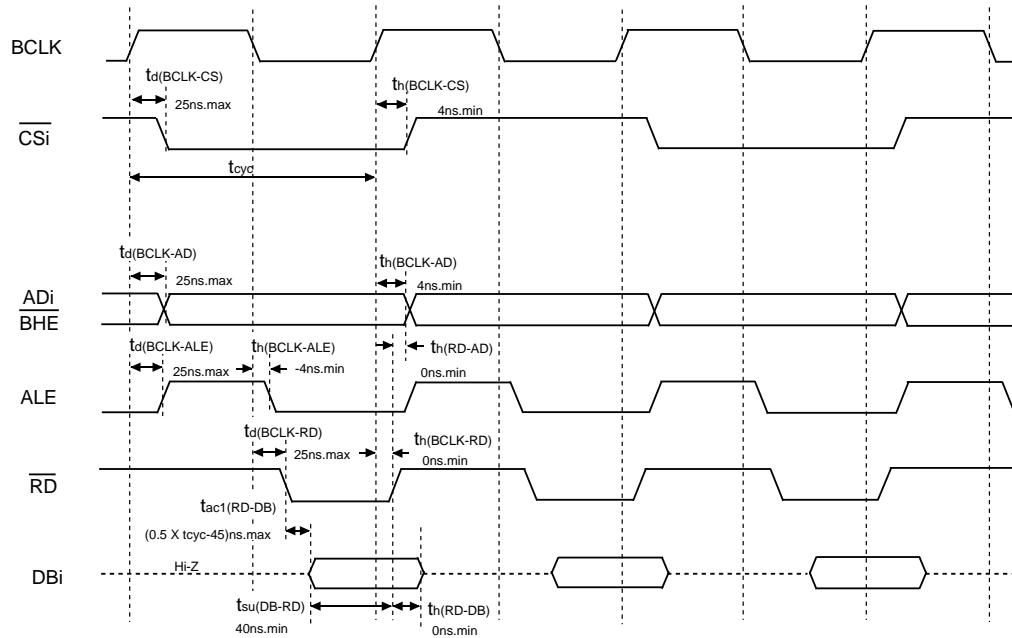 BCLK
td(BCLK-CS)
25ns.max
th(BCLK-CS)
4ns.min
CSi
tcyc
td(BCLK-AD)
25ns.max
th(BCLK-AD)
4ns.min
ADi
BHE
td(BCLK-ALE)
25ns.max
th(BCLK-ALE)
-4ns.min
th(RD-AD)
0ns.min
ALE
td(BCLK-RD)
25ns.max
th(BCLK-RD)
0ns.min
RD
tac1(RD-DB)
(0.5 X tcyc-45)ns.max
Hi-Z
DBi
tsu(DB-RD)
40ns.min
th(RD-DB)
0ns.min